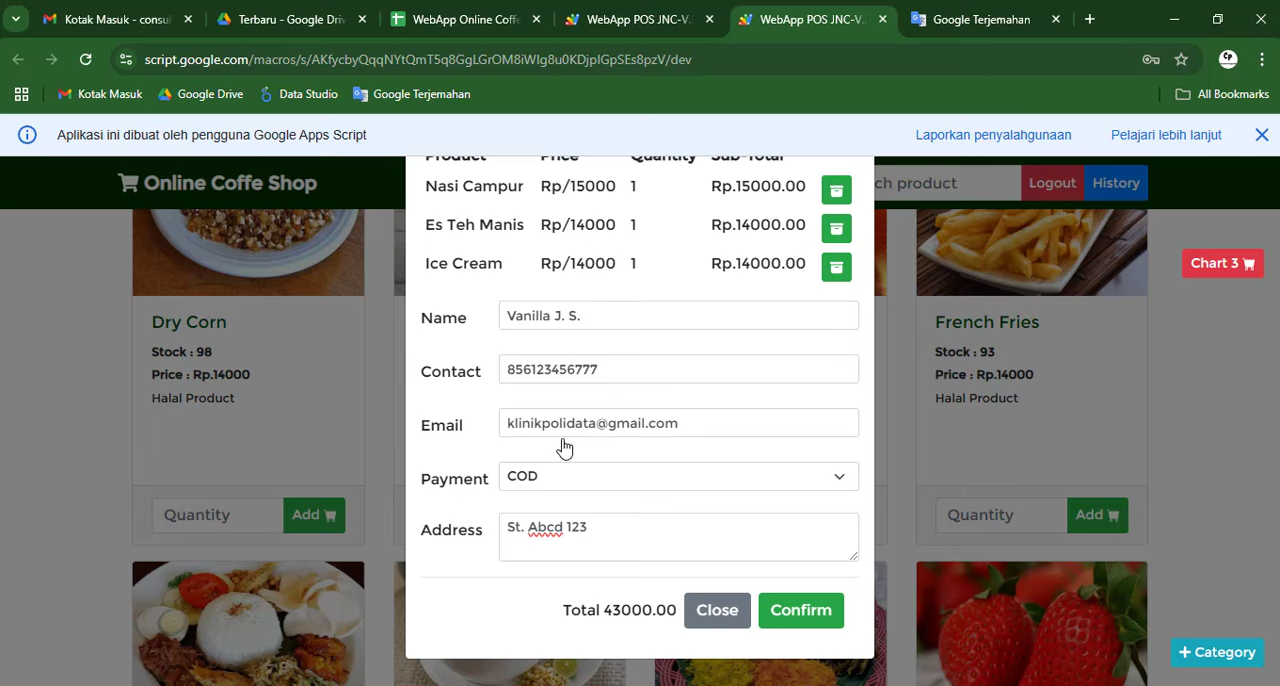 Kotak Masuk - consul
Terbaru - Google Driv
WebApp Online Coffe
WebApp POS JNC-V.
WebApp POS JNC-V.
Google Terjemahan
script.google.com/macros/s/AKfycbyQqqNYtQmT5q8GgLGrOM8iWIg8u0KDjpIGpSEs8pzV/dev
Kotak Masuk
Google Drive
Data Studio
Google Terjemahan
All Bookmarks
Aplikasi ini dibuat oleh pengguna Google Apps Script
Laporkan penyalahgunaan
Pelajari lebih lanjut
Online Coffe Shop
ch product
Logout
History
Product Price Quantity Sub-Total
Nasi Campur Rp/15000 1 Rp.15000.00
Es Teh Manis Rp/14000 1 Rp.14000.00
Ice Cream Rp/14000 1 Rp.14000.00
Chart 3
Name Vanilla J. S.
Contact 856123456777
Email klinikpolidata@gmail.com
Payment COD
Address St. Abcd 123
Total 43000.00 Close Confirm
Dry Corn
Stock : 98
Price : Rp.14000
Halal Product
Quantity Add
French Fries
Stock : 93
Price : Rp.14000
Halal Product
Quantity Add
+ Category